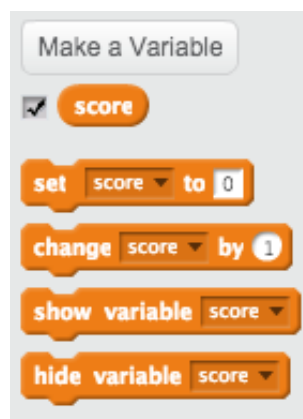 Make a Variable
score
set score to 0
change score by 1
show variable score
hide variable score